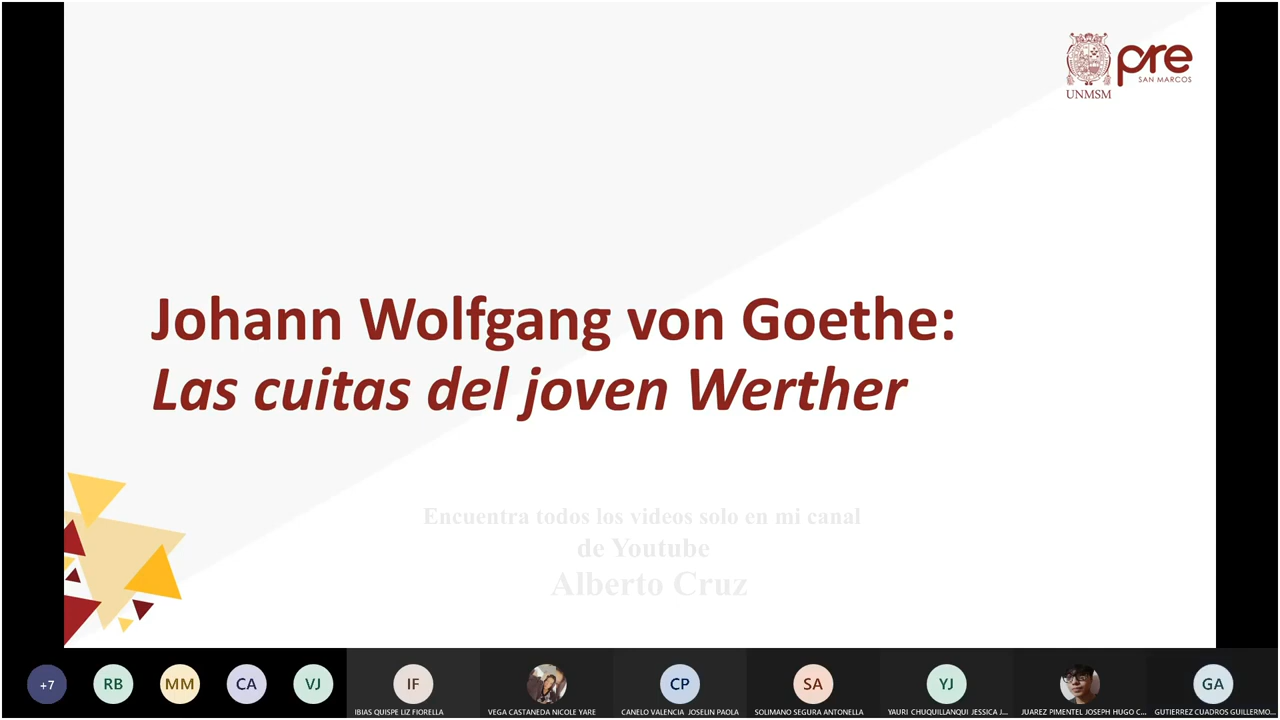 pre
SAN MARCOS
UNMSM
Johann Wolfgang von Goethe:
Las cuitas del joven Werther
Encuentra todos los videos solo en mi canal
de Youtube
Alberto Cruz
+7
RB
MM
CA
VJ
IF
CP
SA
YJ
GA
IBIAS QUISPE LIZ FIORELLA
VEGA CASTANEDA NICOLE YARE
CANELO VALENCIA JOSELIN PAOLA
SOLIMANO SEGURA ANTONELLA
YAURI CHUQUILLANQUI JESSICA J...
JUAREZ PIMENTEL JOSEPH HUGO C...
GUTIERREZ CUADROS GUILLERMO...